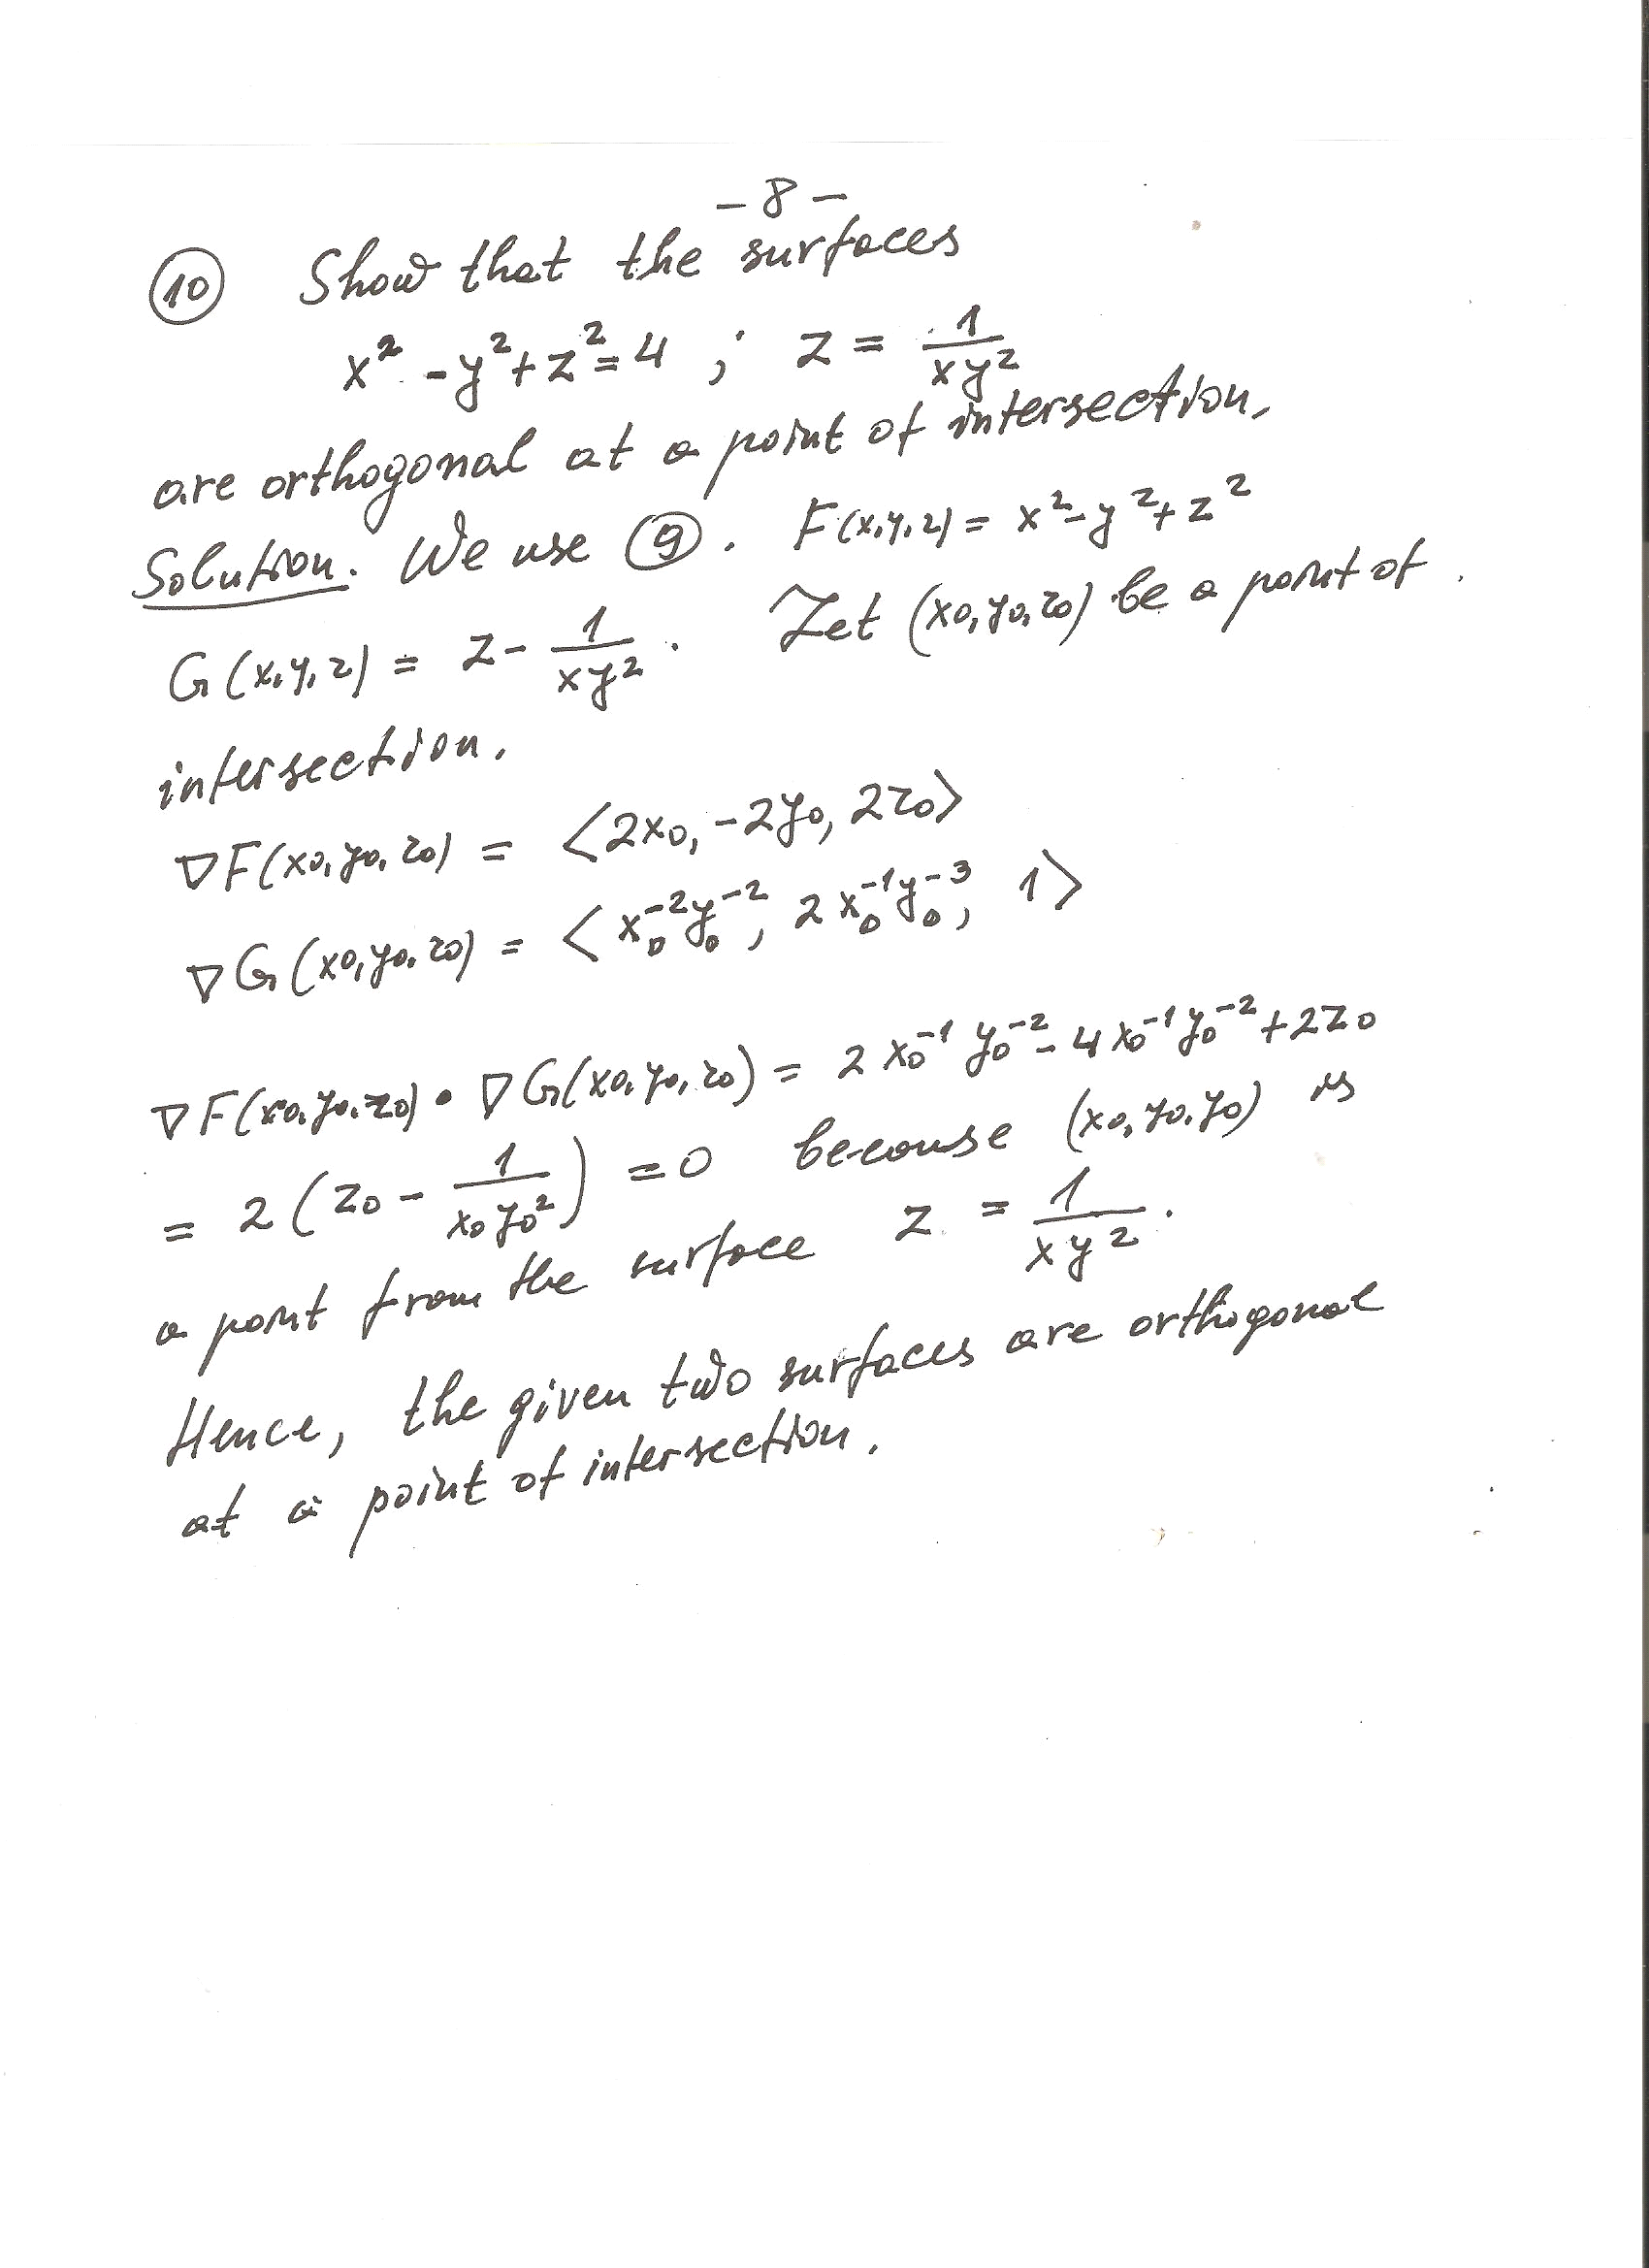 - 8 -
⑩ Show that the surfaces
x² - y² + z² = 4 ; z = 1/(xy²)
are orthogonal at a point of intersection.
Solution. We use ⑨. F(x,y,z) = x² - y² + z²
G(x,y,z) = z - 1/(xy²). Let (x₀,y₀,z₀) be a point of
intersection.
∇F(x₀,y₀,z₀) = <2x₀, -2y₀, 2z₀>
∇G(x₀,y₀,z₀) = <x₀⁻²y₀⁻², 2x₀⁻¹y₀⁻³, 1>
∇F(x₀,y₀,z₀) • ∇G(x₀,y₀,z₀) = 2x₀⁻¹y₀⁻² - 4x₀⁻¹y₀⁻² + 2z₀
= 2(z₀ - 1/(x₀y₀²)) = 0 because (x₀,y₀,y₀) is
a point from the surface z = 1/(xy²).
Hence, the given two surfaces are orthogonal
at a point of intersection.